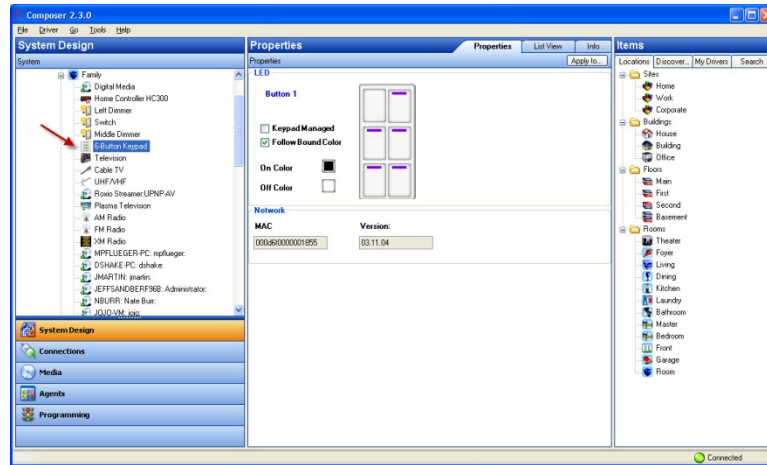 Composer 2.3.0
File Driver Go Tools Help
System Design
System
Family
Digital Media
Home Controller HC300
Left Dimmer
Switch
Middle Dimmer
6-Button Keypad
Television
Cable TV
UHF/VHF
Roxio Streamer:UPNP-AV
Plasma Television
AM Radio
FM Radio
XM Radio
MPFLUEGER-PC: mpflueger:
DSHAKE-PC: dshake:
JMARTIN: jmartin:
JEFFSANDBERF96B: Administrator:
NBURR: Nate Burr:
JOJO-VM: jojo:
System Design
Connections
Media
Agents
Programming
Properties
Properties List View Info
Properties
Apply to...
LED
Button 1
Keypad Managed
Follow Bound Color
On Color
Off Color
Network
MAC Version:
000d6f0000001855 03.11.04
Items
Locations Discover... My Drivers Search
Sites
Home
Work
Corporate
Buildings
House
Building
Office
Floors
Main
First
Second
Basement
Rooms
Theater
Foyer
Living
Dining
Kitchen
Laundry
Bathroom
Master
Bedroom
Front
Garage
Room
Connected